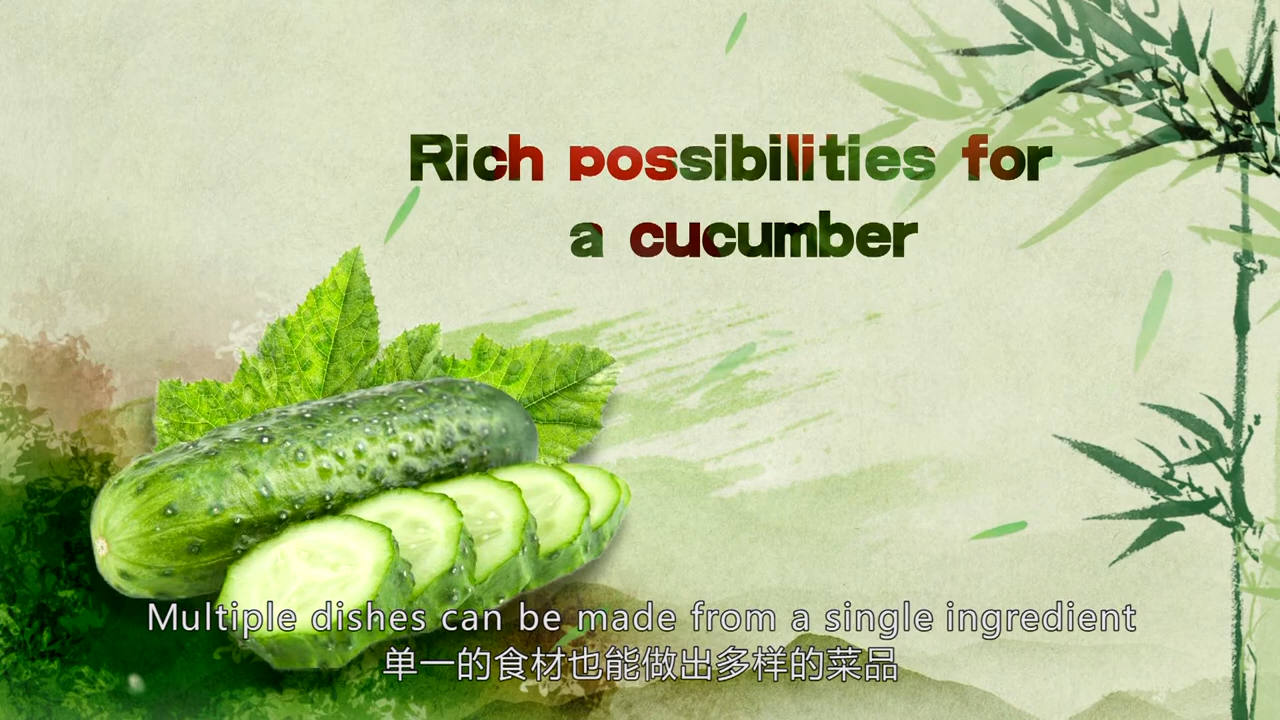 Rich possibilities for
a cucumber
Multiple dishes can be made from a single ingredient
单一的食材也能做出多样的菜品